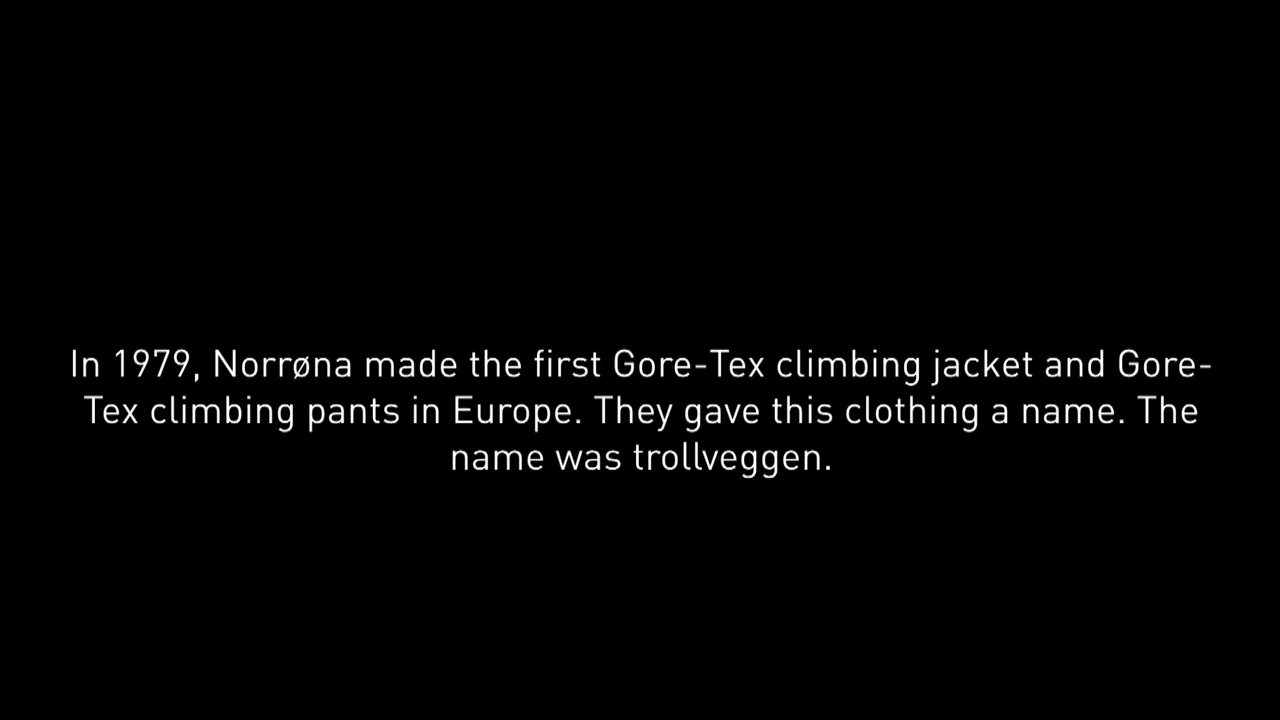 In 1979, Norrøna made the first Gore-Tex climbing jacket and Gore-
Tex climbing pants in Europe. They gave this clothing a name. The
name was trollveggen.